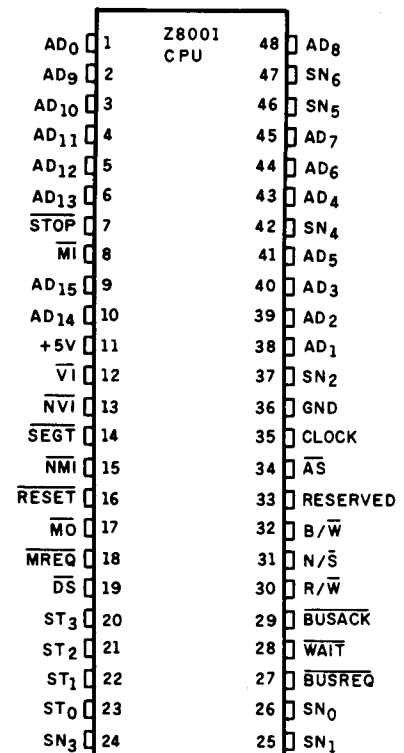 Z8001
CPU
AD0 1 48 AD8
AD9 2 47 SN6
AD10 3 46 SN5
AD11 4 45 AD7
AD12 5 44 AD6
AD13 6 43 AD4
STOP 7 42 SN4
MI 8 41 AD5
AD15 9 40 AD3
AD14 10 39 AD2
+5V 11 38 AD1
VI 12 37 SN2
NVI 13 36 GND
SEGT 14 35 CLOCK
NMI 15 34 AS
RESET 16 33 RESERVED
MO 17 32 B/W
MREQ 18 31 N/S
DS 19 30 R/W
ST3 20 29 BUSACK
ST2 21 28 WAIT
ST1 22 27 BUSREQ
ST0 23 26 SN0
SN3 24 25 SN1